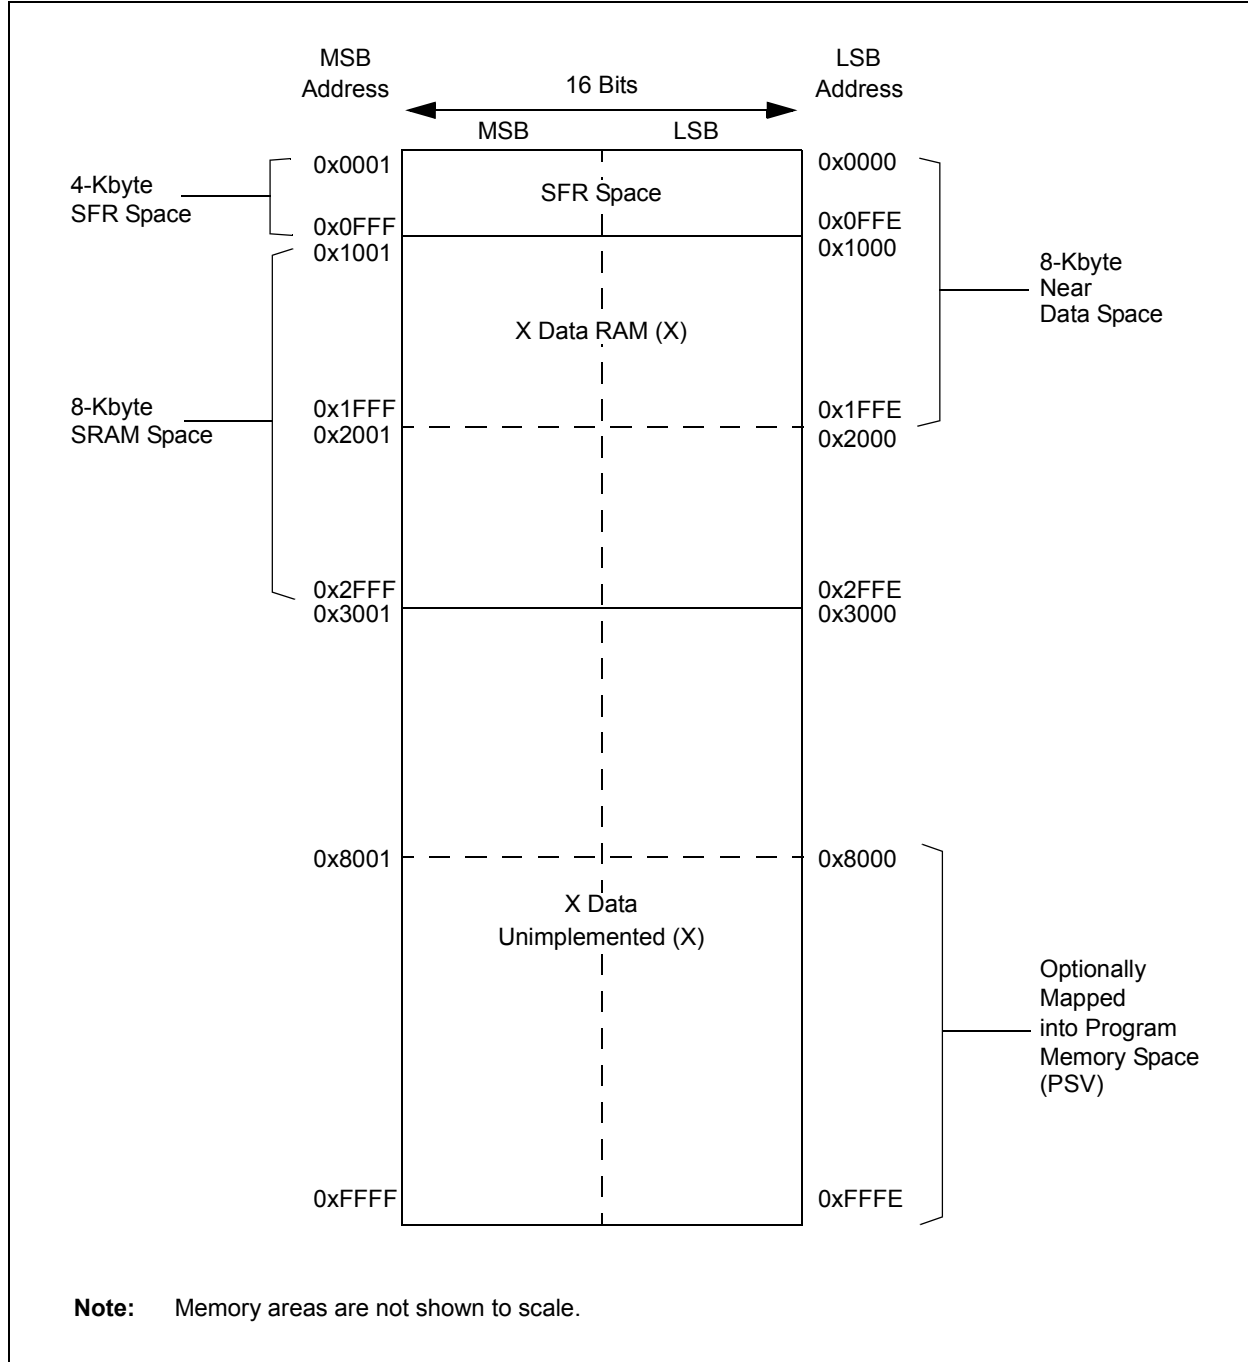 MSB
Address
LSB
Address
16 Bits
MSB
LSB
0x0001
0x0000
4-Kbyte
SFR Space
SFR Space
0x0FFF
0x0FFE
0x1001
0x1000
8-Kbyte
Near
Data Space
X Data RAM (X)
8-Kbyte
SRAM Space
0x1FFF
0x1FFE
0x2001
0x2000
0x2FFF
0x2FFE
0x3001
0x3000
0x8001
0x8000
X Data
Unimplemented (X)
Optionally
Mapped
into Program
Memory Space
(PSV)
0xFFFF
0xFFFE
Note: Memory areas are not shown to scale.